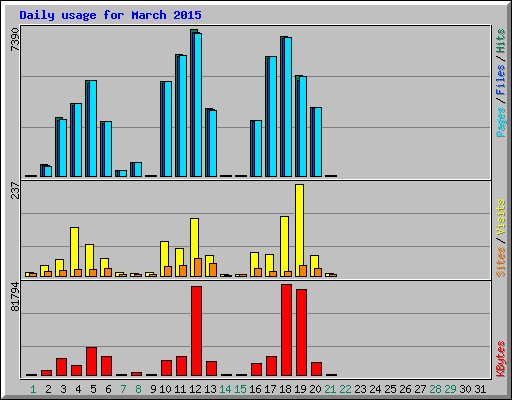 Daily usage for March 2015
7390
Pages / Files / Hits
237
Sites / Visits
81794
KBytes
1 2 3 4 5 6 7 8 9 10 11 12 13 14 15 16 17 18 19 20 21 22 23 24 25 26 27 28 29 30 31